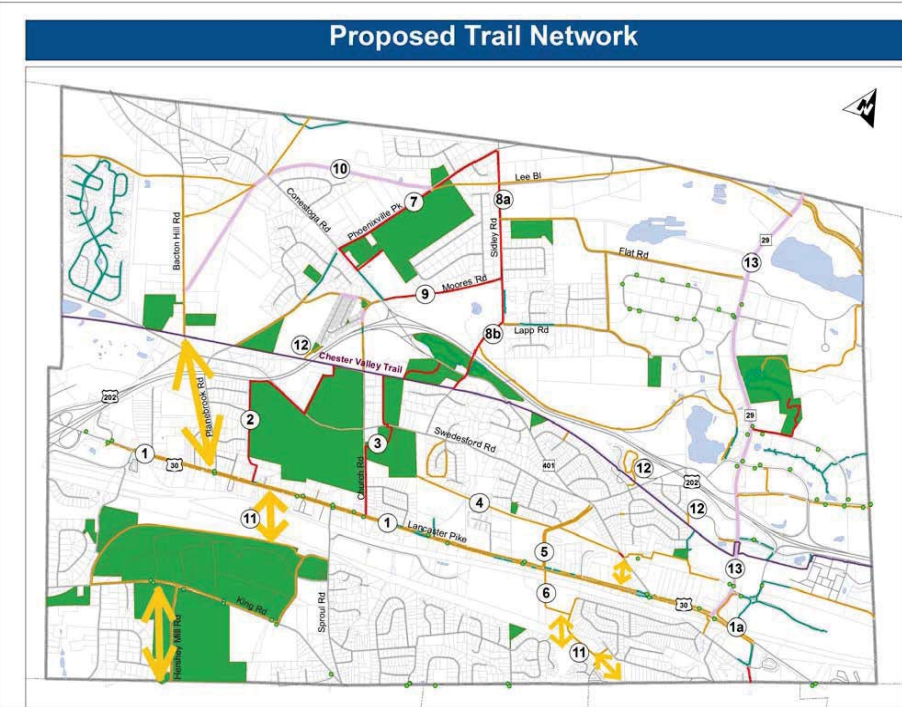 Proposed Trail Network
N
10
Lee Bl
Conestoga Rd
7
Phoenixville Pk
8a
Bacton Hill Rd
Sidley Rd
29
Flat Rd
13
Moores Rd
9
8b
Lapp Rd
12
Chester Valley Trail
202
Planebrook Rd
29
2
3
Swedesford Rd
1
30
401
12
202
Church Rd
4
12
11
1
Lancaster Pike
5
13
6
30
King Rd
Sproul Rd
1a
Hershey Mill Rd
11